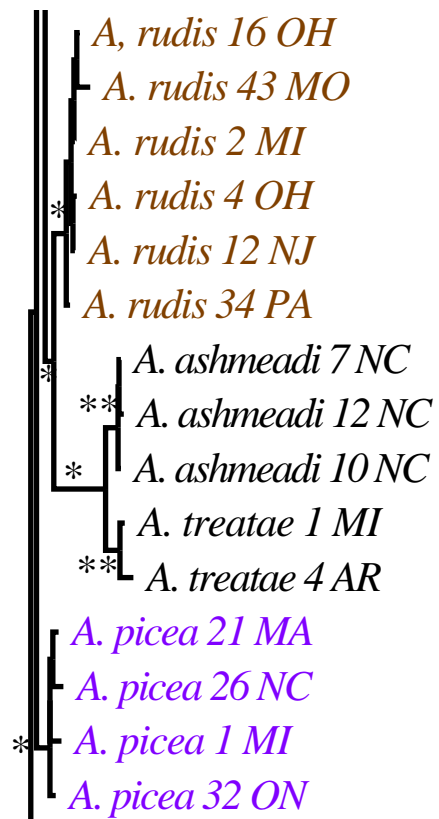 A, rudis 16 OH
A. rudis 43 MO
A. rudis 2 MI
A. rudis 4 OH
*
A. rudis 12 NJ
A. rudis 34 PA
A. ashmeadi 7 NC
*
**
A. ashmeadi 12 NC
A. ashmeadi 10 NC
*
A. treatae 1 MI
**
A. treatae 4 AR
A. picea 21 MA
A. picea 26 NC
A. picea 1 MI
*
A. picea 32 ON